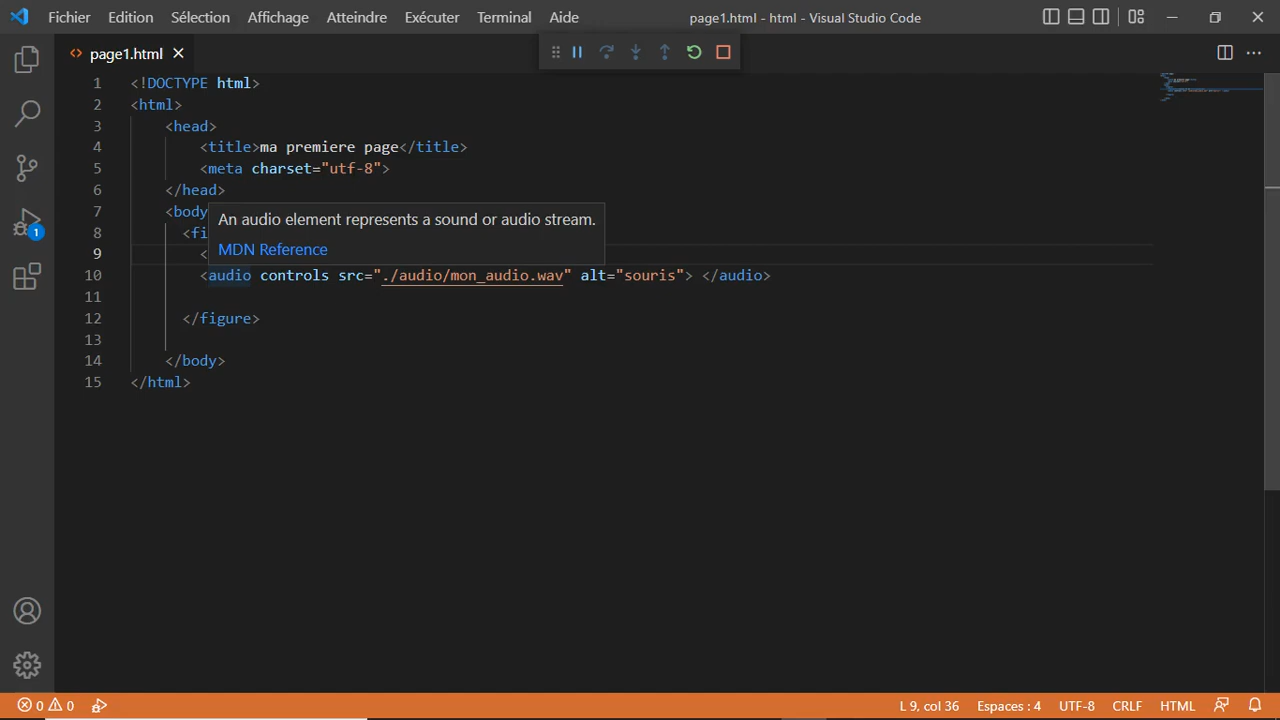 Fichier Edition Sélection Affichage Atteindre Exécuter Terminal Aide page1.html - html - Visual Studio Code
page1.html
1 <!DOCTYPE html>
2 <html>
3 <head>
4 <title>ma premiere page</title>
5 <meta charset="utf-8">
6 </head>
7 <body
An audio element represents a sound or audio stream.
8 <fi
MDN Reference
9 <
10 <audio controls src="./audio/mon_audio.wav" alt="souris"> </audio>
11
12 </figure>
13
14 </body>
15 </html>
1
0 0 L 9, col 36 Espaces : 4 UTF-8 CRLF HTML